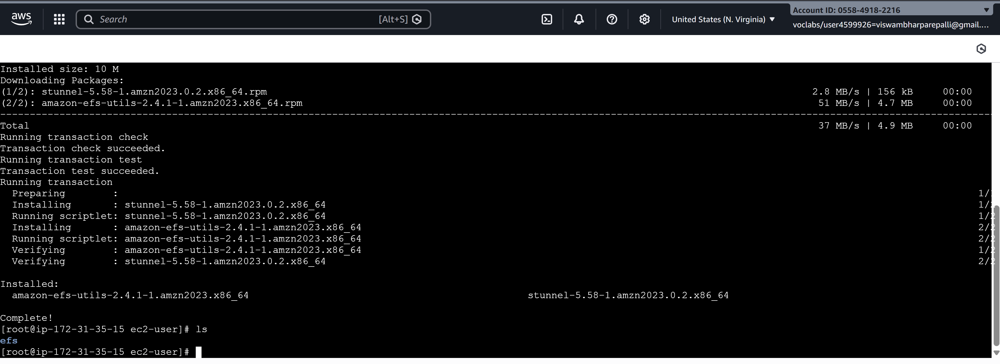 aws
Search [Alt+S]
United States (N. Virginia)
Account ID: 0558-4918-2216
voclabs/user4599926=viswambharparepalli@gmail....
Installed size: 10 M
Downloading Packages:
(1/2): stunnel-5.58-1.amzn2023.0.2.x86_64.rpm 2.8 MB/s | 156 kB 00:00
(2/2): amazon-efs-utils-2.4.1-1.amzn2023.x86_64.rpm 51 MB/s | 4.7 MB 00:00
--------------------------------------------------------------------------------
Total 37 MB/s | 4.9 MB 00:00
Running transaction check
Transaction check succeeded.
Running transaction test
Transaction test succeeded.
Running transaction
Preparing : 1/
Installing : stunnel-5.58-1.amzn2023.0.2.x86_64 1/2
Running scriptlet: stunnel-5.58-1.amzn2023.0.2.x86_64 1/2
Installing : amazon-efs-utils-2.4.1-1.amzn2023.x86_64 2/2
Running scriptlet: amazon-efs-utils-2.4.1-1.amzn2023.x86_64 2/2
Verifying : amazon-efs-utils-2.4.1-1.amzn2023.x86_64 1/2
Verifying : stunnel-5.58-1.amzn2023.0.2.x86_64 2/2
Installed:
amazon-efs-utils-2.4.1-1.amzn2023.x86_64 stunnel-5.58-1.amzn2023.0.2.x86_64
Complete!
[root@ip-172-31-35-15 ec2-user]# ls
efs
[root@ip-172-31-35-15 ec2-user]#